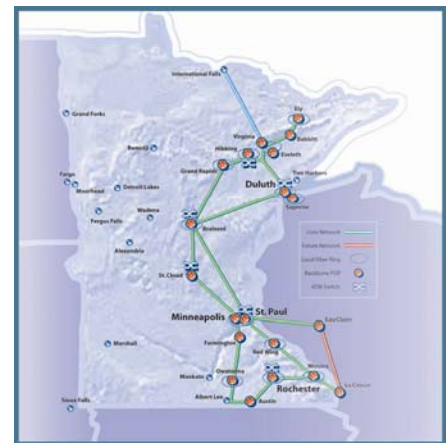 International Falls
Ely
Grand Forks
Virginia
Babbitt
Hibbing
Eveleth
Bemidji
Grand Rapids
Two Harbors
Duluth
Fargo
Moorhead
Detroit Lakes
Superior
Wadena
Fergus Falls
Brainerd
Core Network
Future Network
Local Fiber Ring
Backbone POP
ATM Switch
Alexandria
St. Cloud
St. Paul
Minneapolis
Eau Claire
Farmington
Red Wing
Marshall
Owatonna
Winona
Mankato
Rochester
La Crosse
Albert Lea
Austin
Sioux Falls